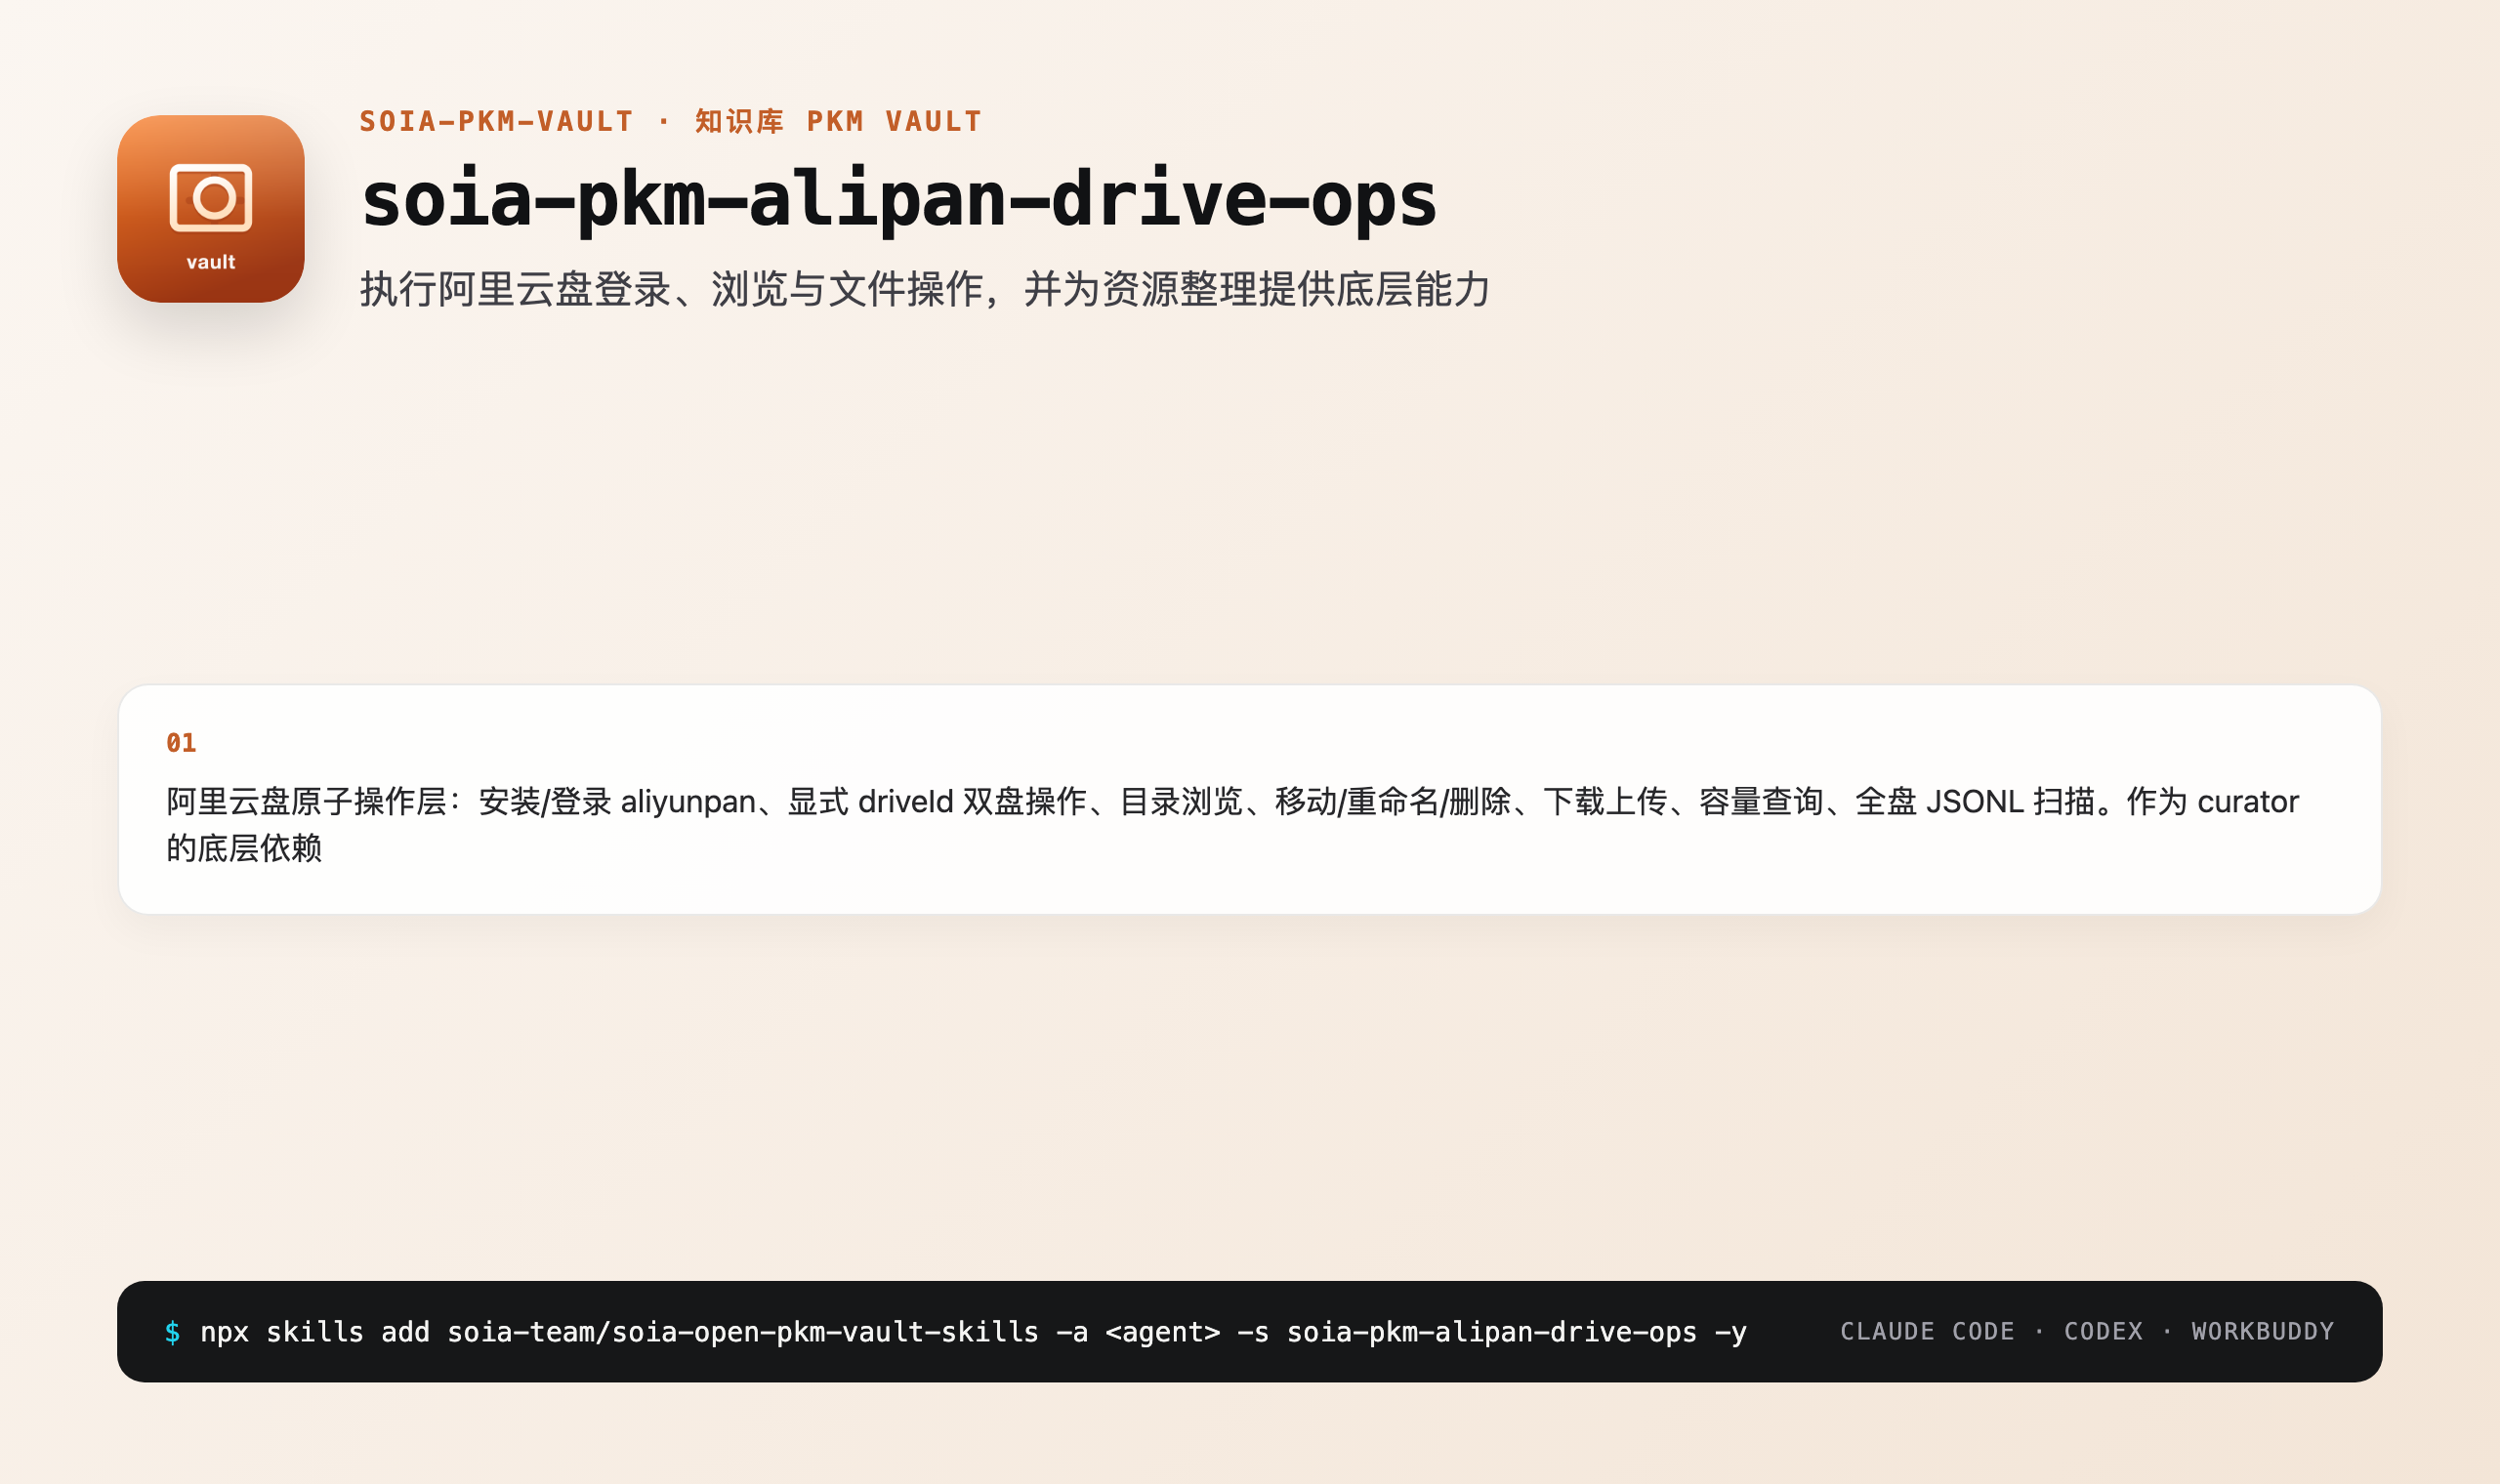 SOIA-PKM-VAULT · 知识库 PKM VAULT
soia-pkm-alipan-drive-ops
执行阿里云盘登录、浏览与文件操作，并为资源整理提供底层能力
vault
01
阿里云盘原子操作层：安装/登录 aliyunpan、显式 driveId 双盘操作、目录浏览、移动/重命名/删除、下载上传、容量查询、全盘 JSONL 扫描。作为 curator
的底层依赖
$ npx skills add soia-team/soia-open-pkm-vault-skills -a <agent> -s soia-pkm-alipan-drive-ops -y
CLAUDE CODE · CODEX · WORKBUDDY